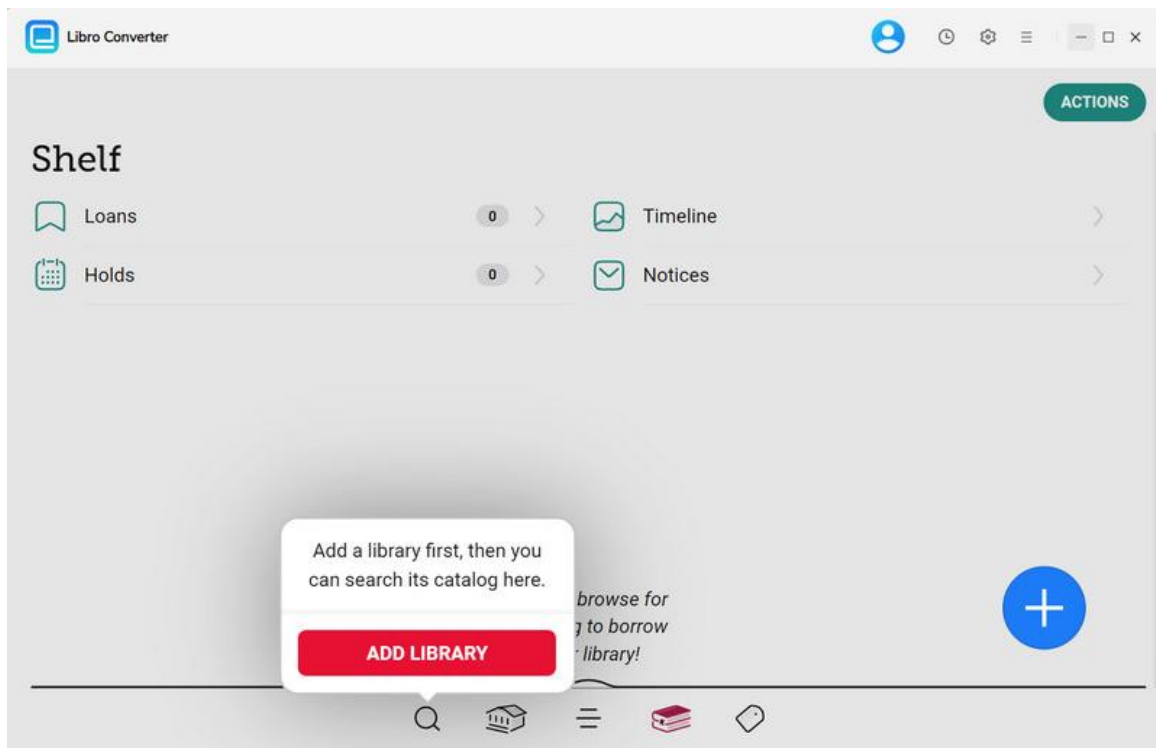 Libro Converter
ACTIONS
Shelf
Loans 0
Timeline
Holds 0
Notices
Add a library first, then you
can search its catalog here.
ADD LIBRARY
browse for
to borrow
library!